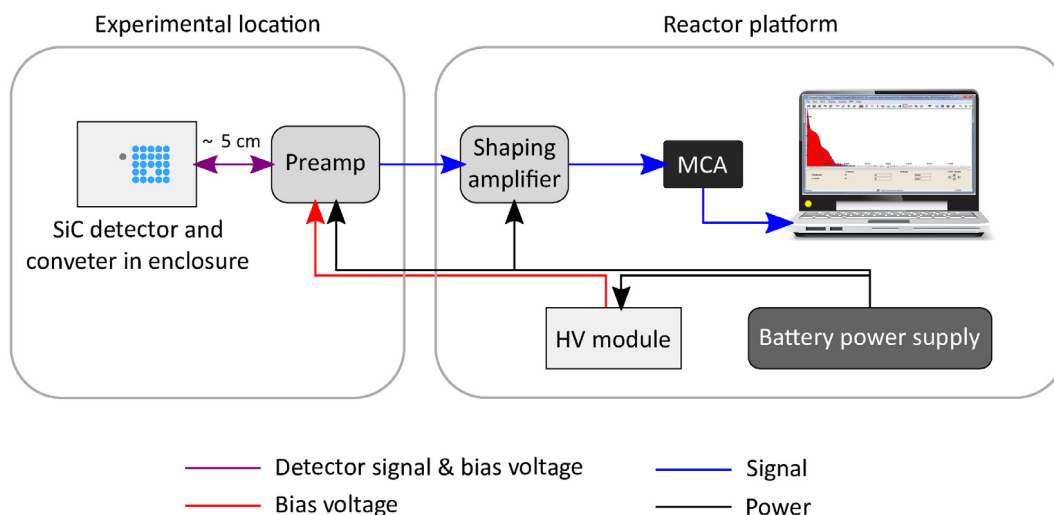 Experimental location
Reactor platform
~ 5 cm
Preamp
Shaping
amplifier
MCA
SiC detector and
conveter in enclosure
HV module
Battery power supply
Detector signal & bias voltage
Signal
Bias voltage
Power